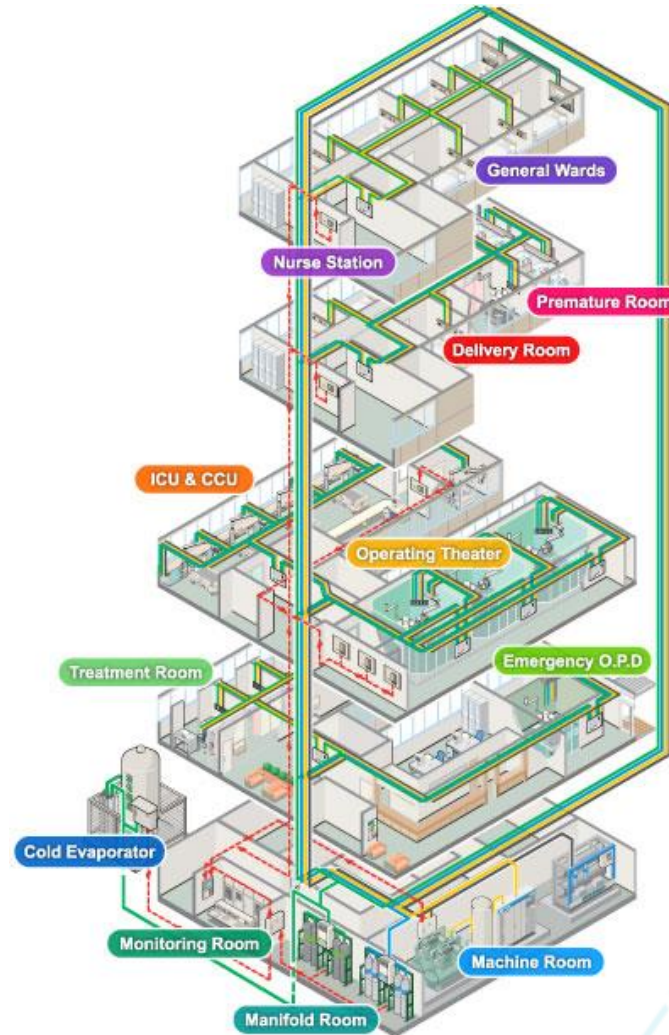 General Wards
Nurse Station
Premature Room
Delivery Room
ICU & CCU
Operating Theater
Treatment Room
Emergency O.P.D
Cold Evaporator
Monitoring Room
Machine Room
Manifold Room